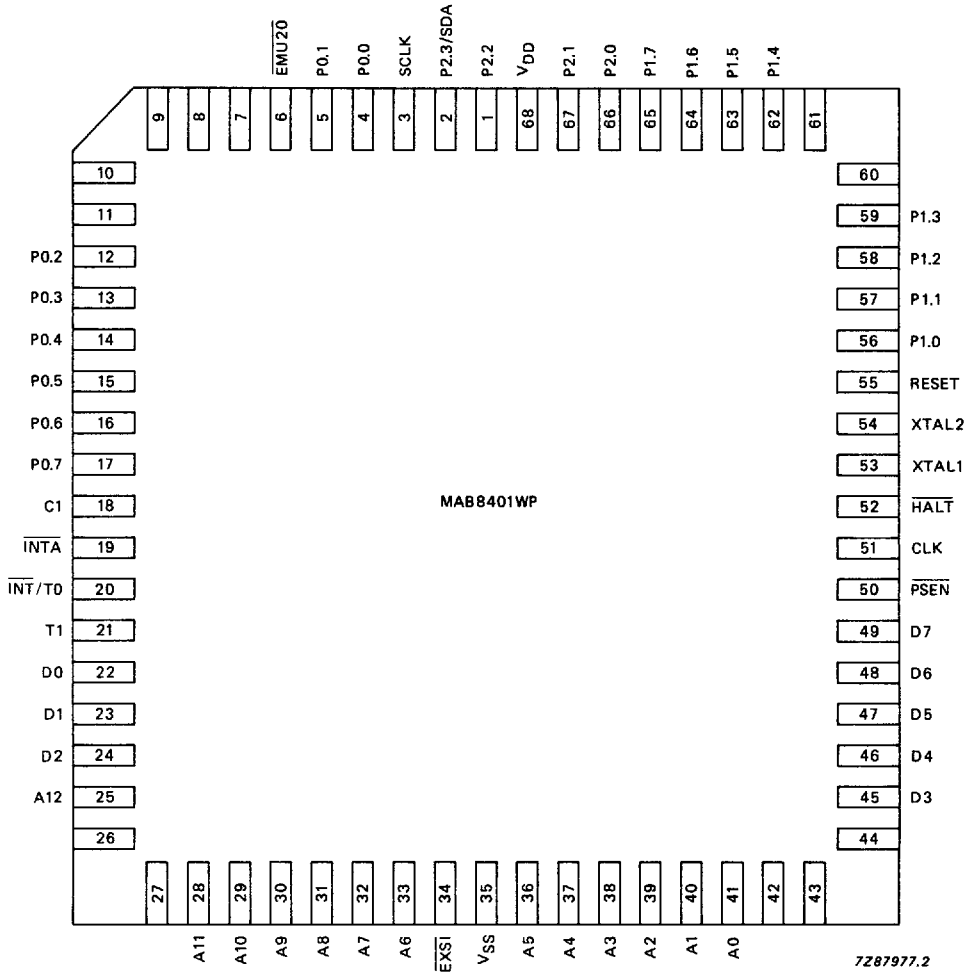 E̅M̅U̅2̅0̅ P0.1 P0.0 SCLK P2.3/SDA P2.2 VDD P2.1 P2.0 P1.7 P1.6 P1.5 P1.4
9 8 7 6 5 4 3 2 1 68 67 66 65 64 63 62 61
10 60
11 59 P1.3
P0.2 12 58 P1.2
P0.3 13 57 P1.1
P0.4 14 56 P1.0
P0.5 15 55 RESET
P0.6 16 54 XTAL2
P0.7 17 53 XTAL1
C1 18 MAB8401WP 52 H̅A̅L̅T̅
I̅N̅T̅A̅ 19 51 CLK
I̅N̅T̅/T0 20 50 P̅S̅E̅N̅
T1 21 49 D7
D0 22 48 D6
D1 23 47 D5
D2 24 46 D4
A12 25 45 D3
26 44
27 28 29 30 31 32 33 34 35 36 37 38 39 40 41 42 43
A11 A10 A9 A8 A7 A6 E̅X̅S̅I̅ VSS A5 A4 A3 A2 A1 A0
7Z87977.2